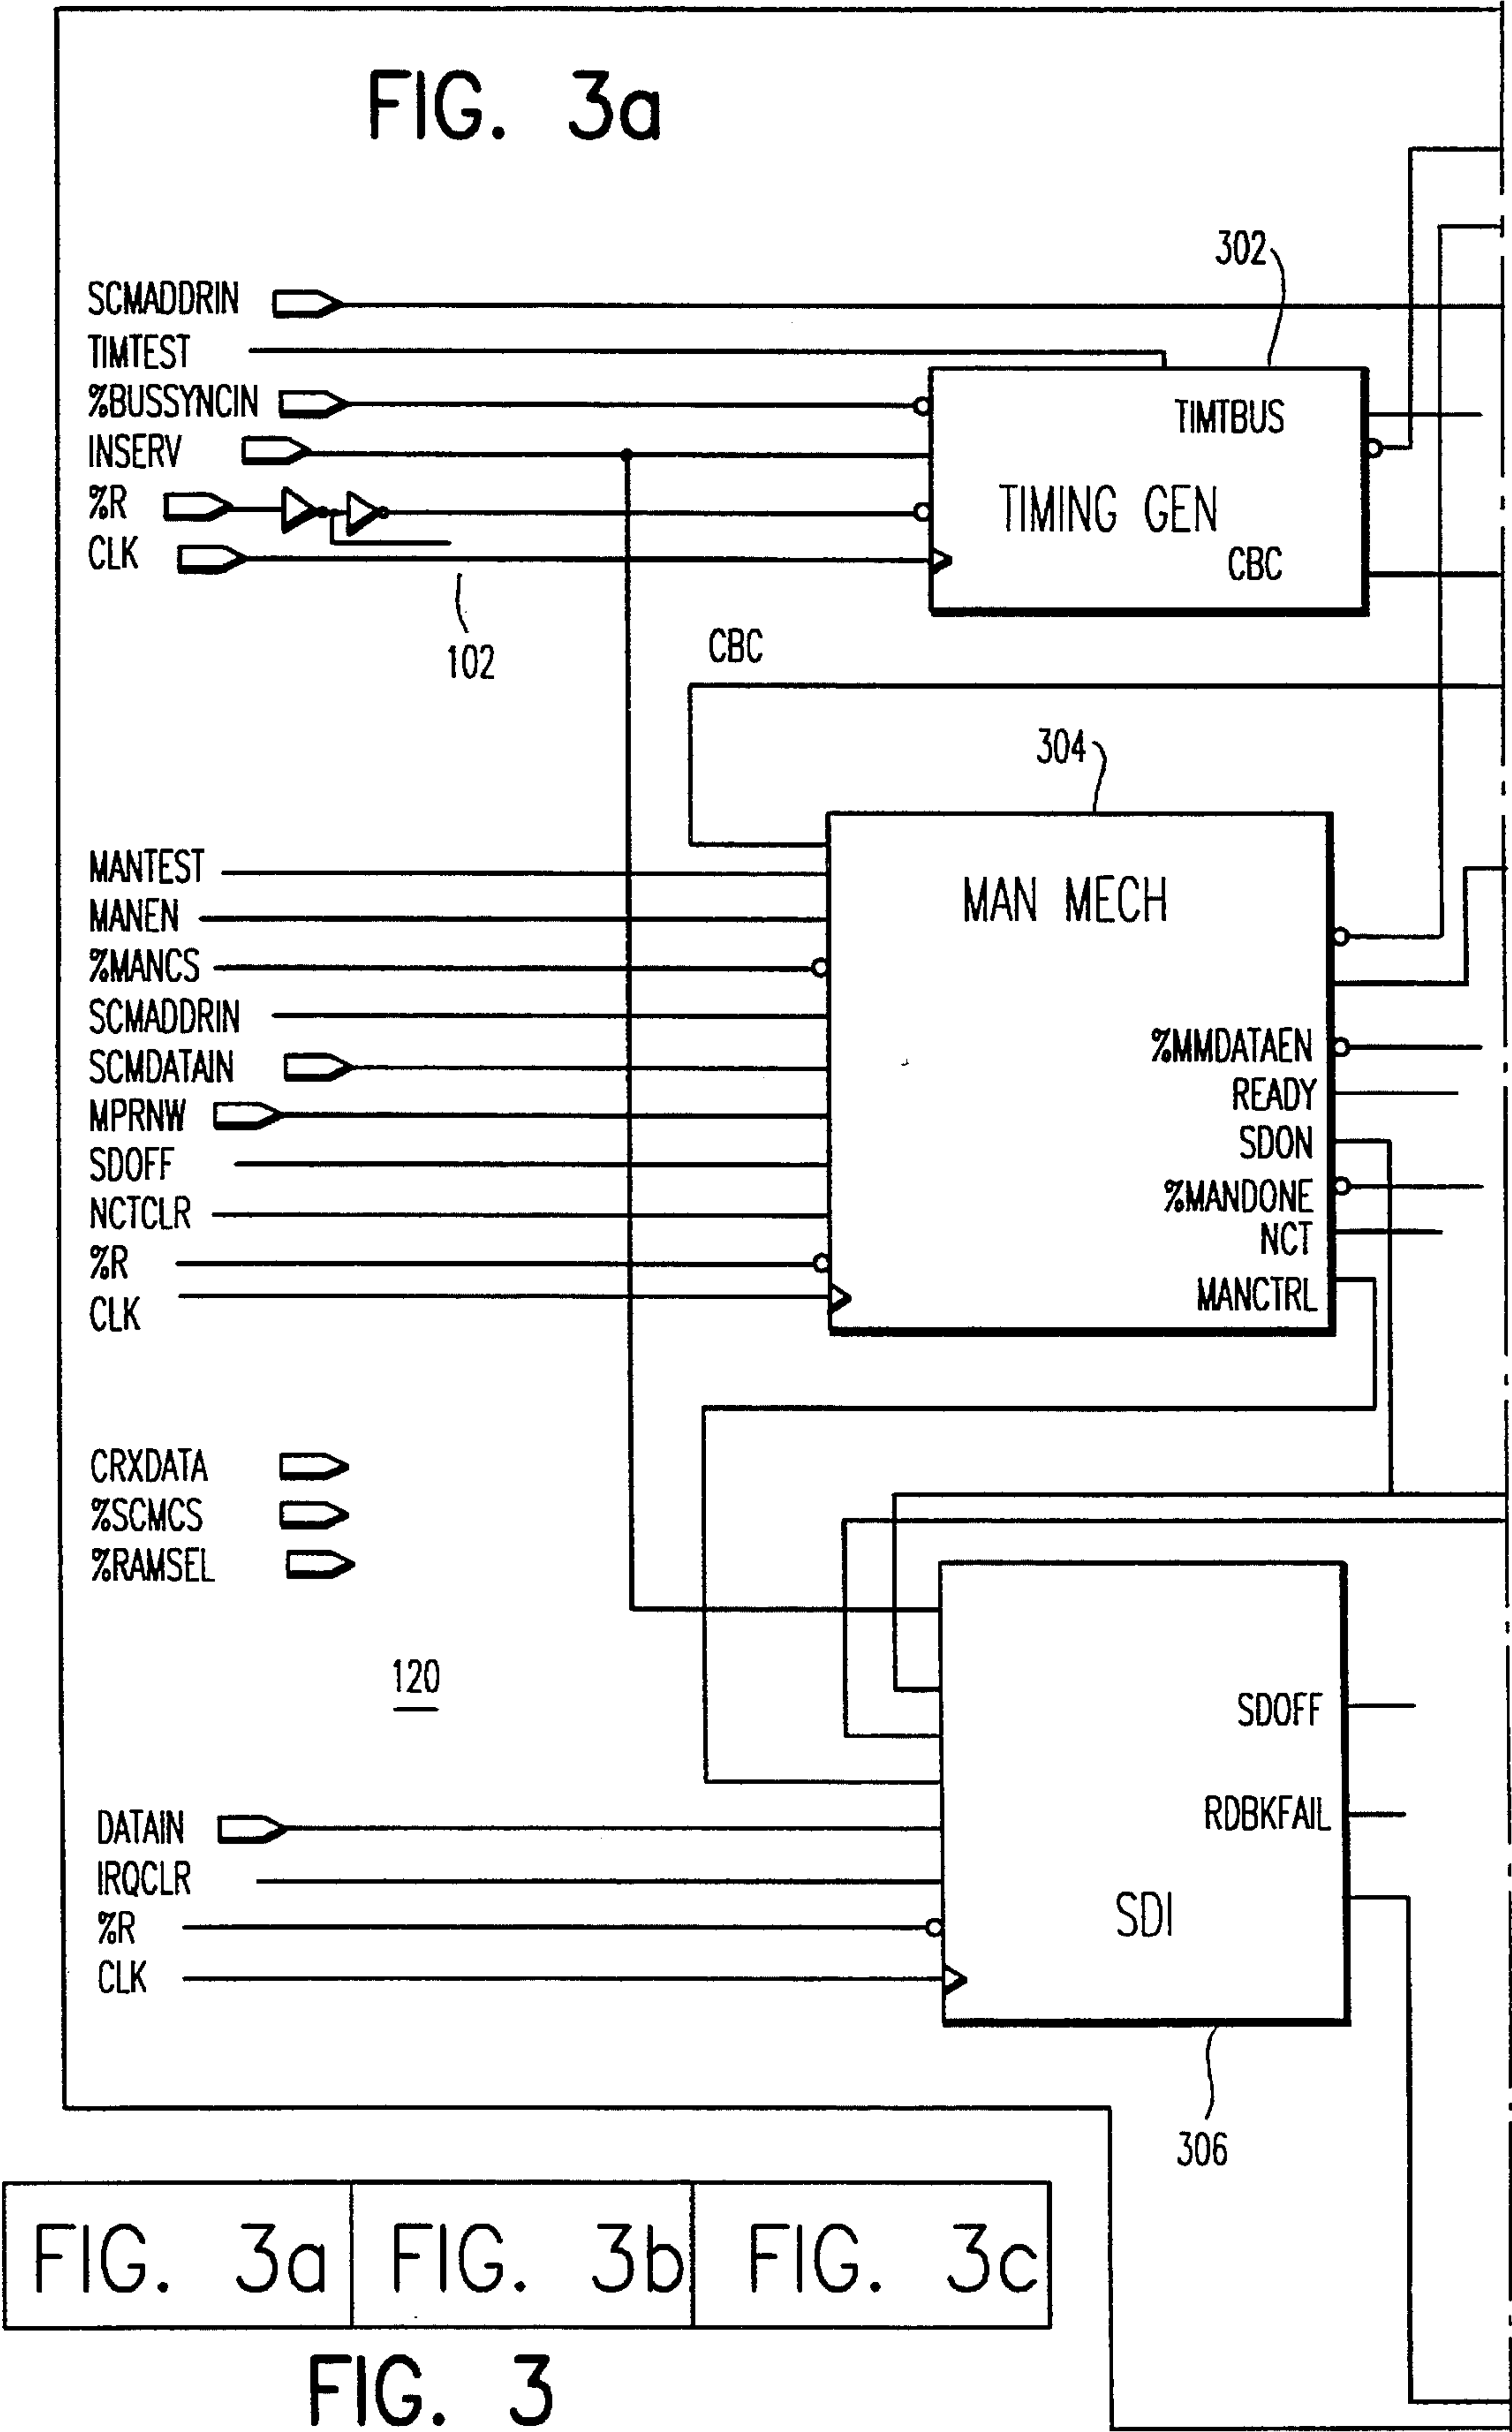 FIG. 3a
302
SCMADDRIN
TIMTEST
%BUSSYNCIN
INSERV
%R
CLK
TIMTBUS
TIMING GEN
CBC
102
CBC
304
MANTEST
MANEN
%MANCS
SCMADDRIN
SCMDATAIN
MPRNW
SDOFF
NCTCLR
%R
CLK
MAN MECH
%MMDATAEN
READY
SDON
%MANDONE
NCT
MANCTRL
CRXDATA
%SCMCS
%RAMSEL
120
DATAIN
IRQCLR
%R
CLK
SDOFF
RDBKFAIL
SDI
306
FIG. 3a FIG. 3b FIG. 3c
FIG. 3